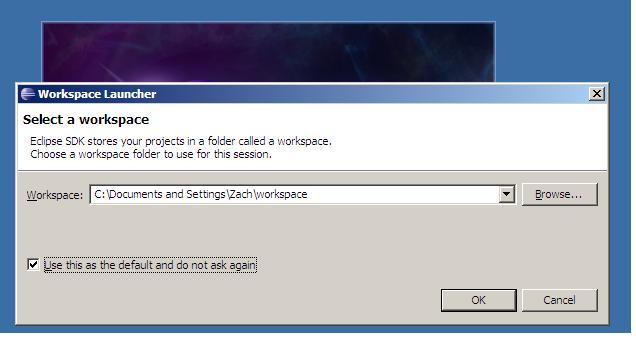 Workspace Launcher
Select a workspace
Eclipse SDK stores your projects in a folder called a workspace.
Choose a workspace folder to use for this session.
Workspace: C:\Documents and Settings\Zach\workspace Browse...
Use this as the default and do not ask again
OK Cancel